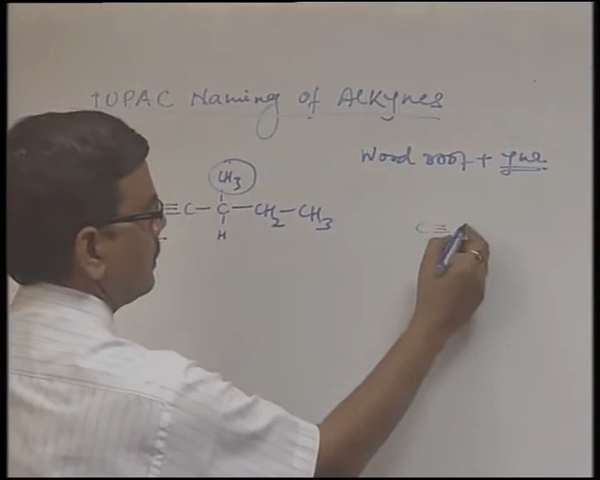 IUPAC Naming of Alkynes
Word root + yne
CH3
≡C—C—CH2—CH3
H
C≡